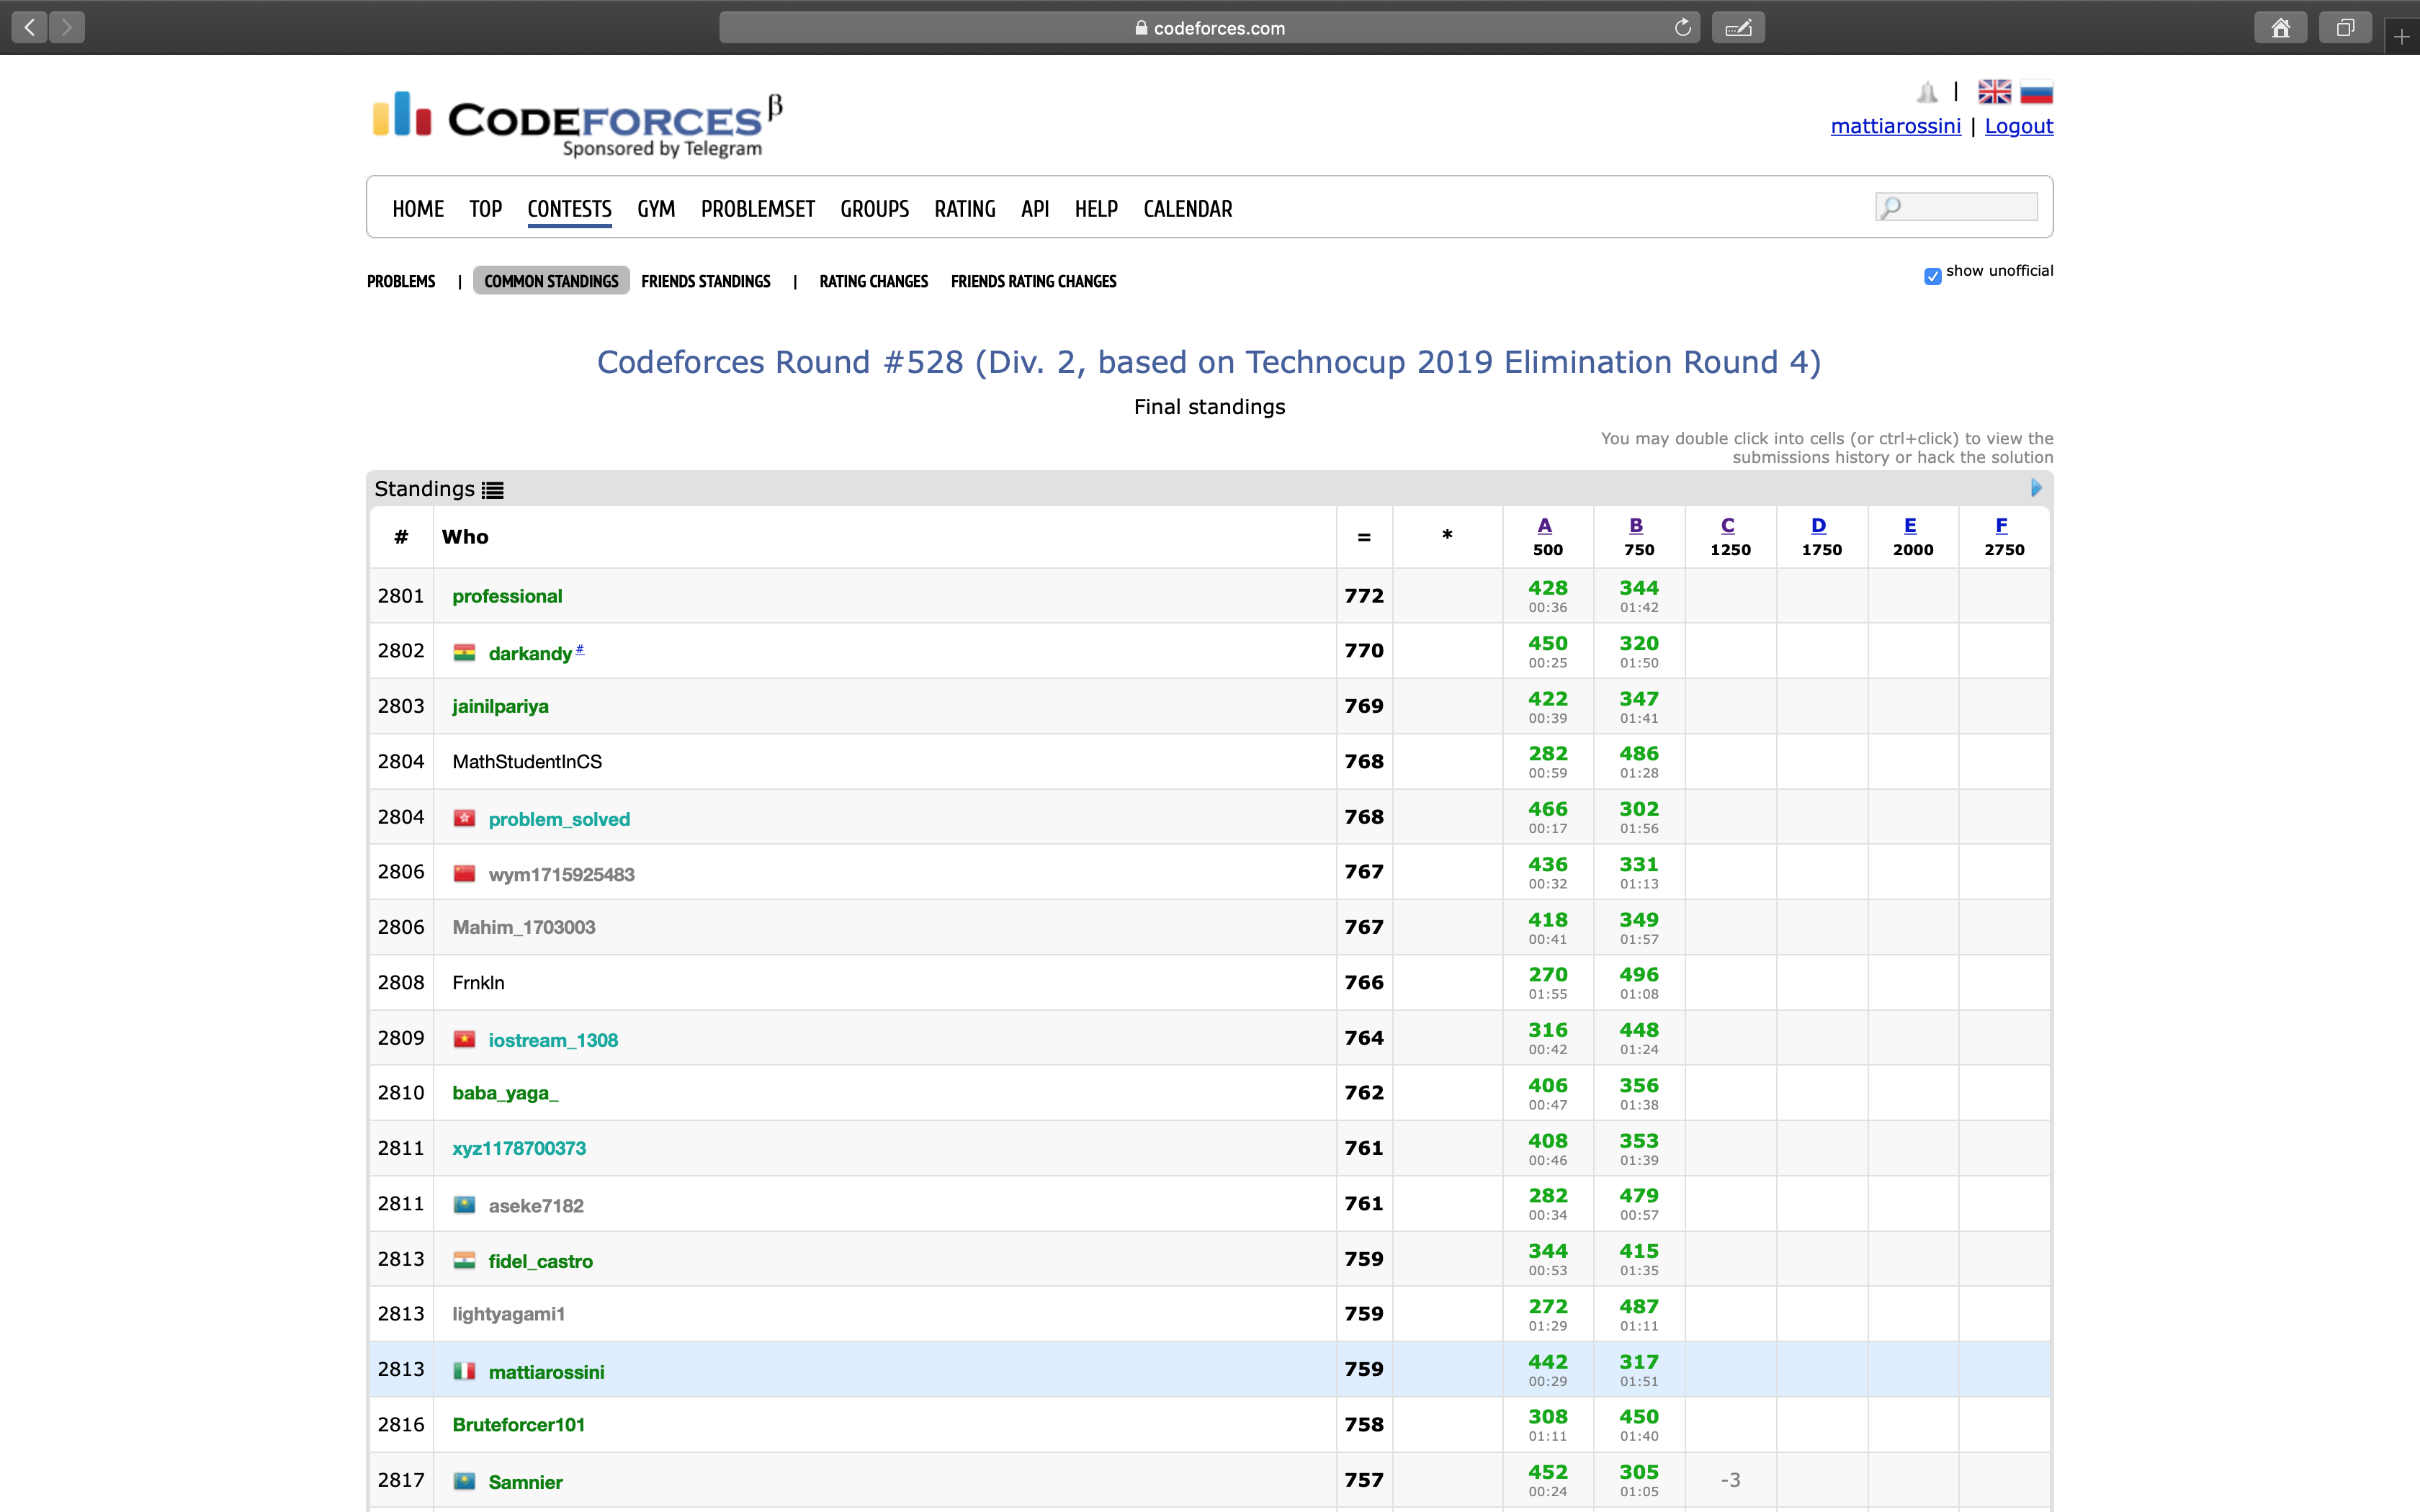 codeforces.com
CODEFORCES β
Sponsored by Telegram
|
mattiarossini | Logout
HOME TOP CONTESTS GYM PROBLEMSET GROUPS RATING API HELP CALENDAR
PROBLEMS | COMMON STANDINGS FRIENDS STANDINGS | RATING CHANGES FRIENDS RATING CHANGES
show unofficial
Codeforces Round #528 (Div. 2, based on Technocup 2019 Elimination Round 4)
Final standings
You may double click into cells (or ctrl+click) to view the
submissions history or hack the solution
Standings
# Who = * A B C D E F
500 750 1250 1750 2000 2750
2801 professional 772 428 344
00:36 01:42
2802 darkandy # 770 450 320
00:25 01:50
2803 jainilpariya 769 422 347
00:39 01:41
2804 MathStudentInCS 768 282 486
00:59 01:28
2804 problem_solved 768 466 302
00:17 01:56
2806 wym1715925483 767 436 331
00:32 01:13
2806 Mahim_1703003 767 418 349
00:41 01:57
2808 Frnkln 766 270 496
01:55 01:08
2809 iostream_1308 764 316 448
00:42 01:24
2810 baba_yaga_ 762 406 356
00:47 01:38
2811 xyz1178700373 761 408 353
00:46 01:39
2811 aseke7182 761 282 479
00:34 00:57
2813 fidel_castro 759 344 415
00:53 01:35
2813 lightyagami1 759 272 487
01:29 01:11
2813 mattiarossini 759 442 317
00:29 01:51
2816 Bruteforcer101 758 308 450
01:11 01:40
2817 Samnier 757 452 305 -3
00:24 01:05